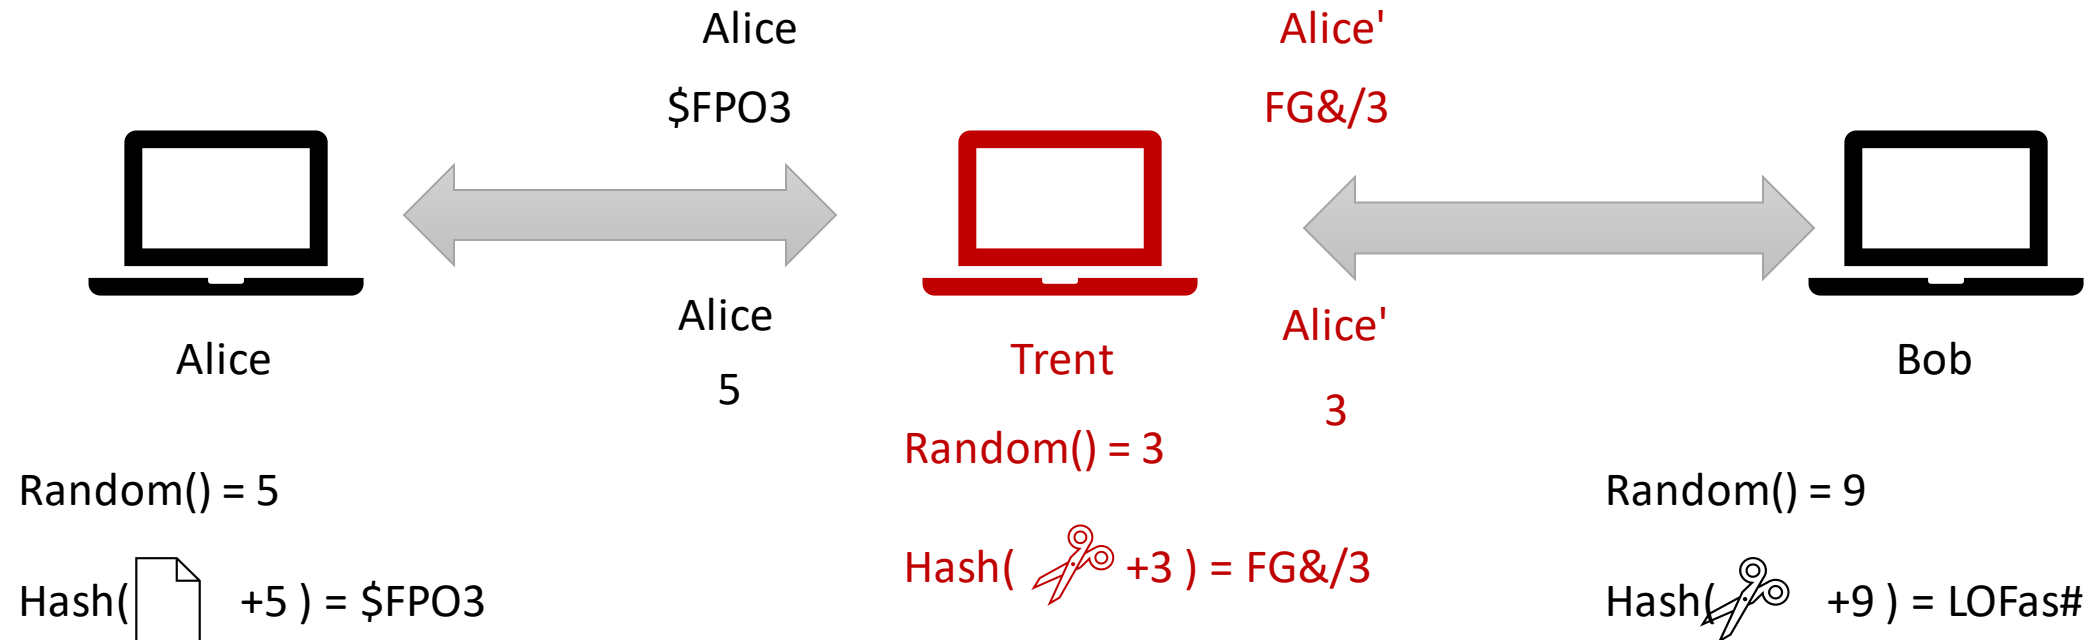 Alice
$FPO3
Alice'
FG&/3
Alice
5
Alice'
3
Alice
Trent
Bob
Random() = 5
Hash( +5 ) = $FPO3
Random() = 3
Hash( +3 ) = FG&/3
Random() = 9
Hash( +9 ) = LOFas#